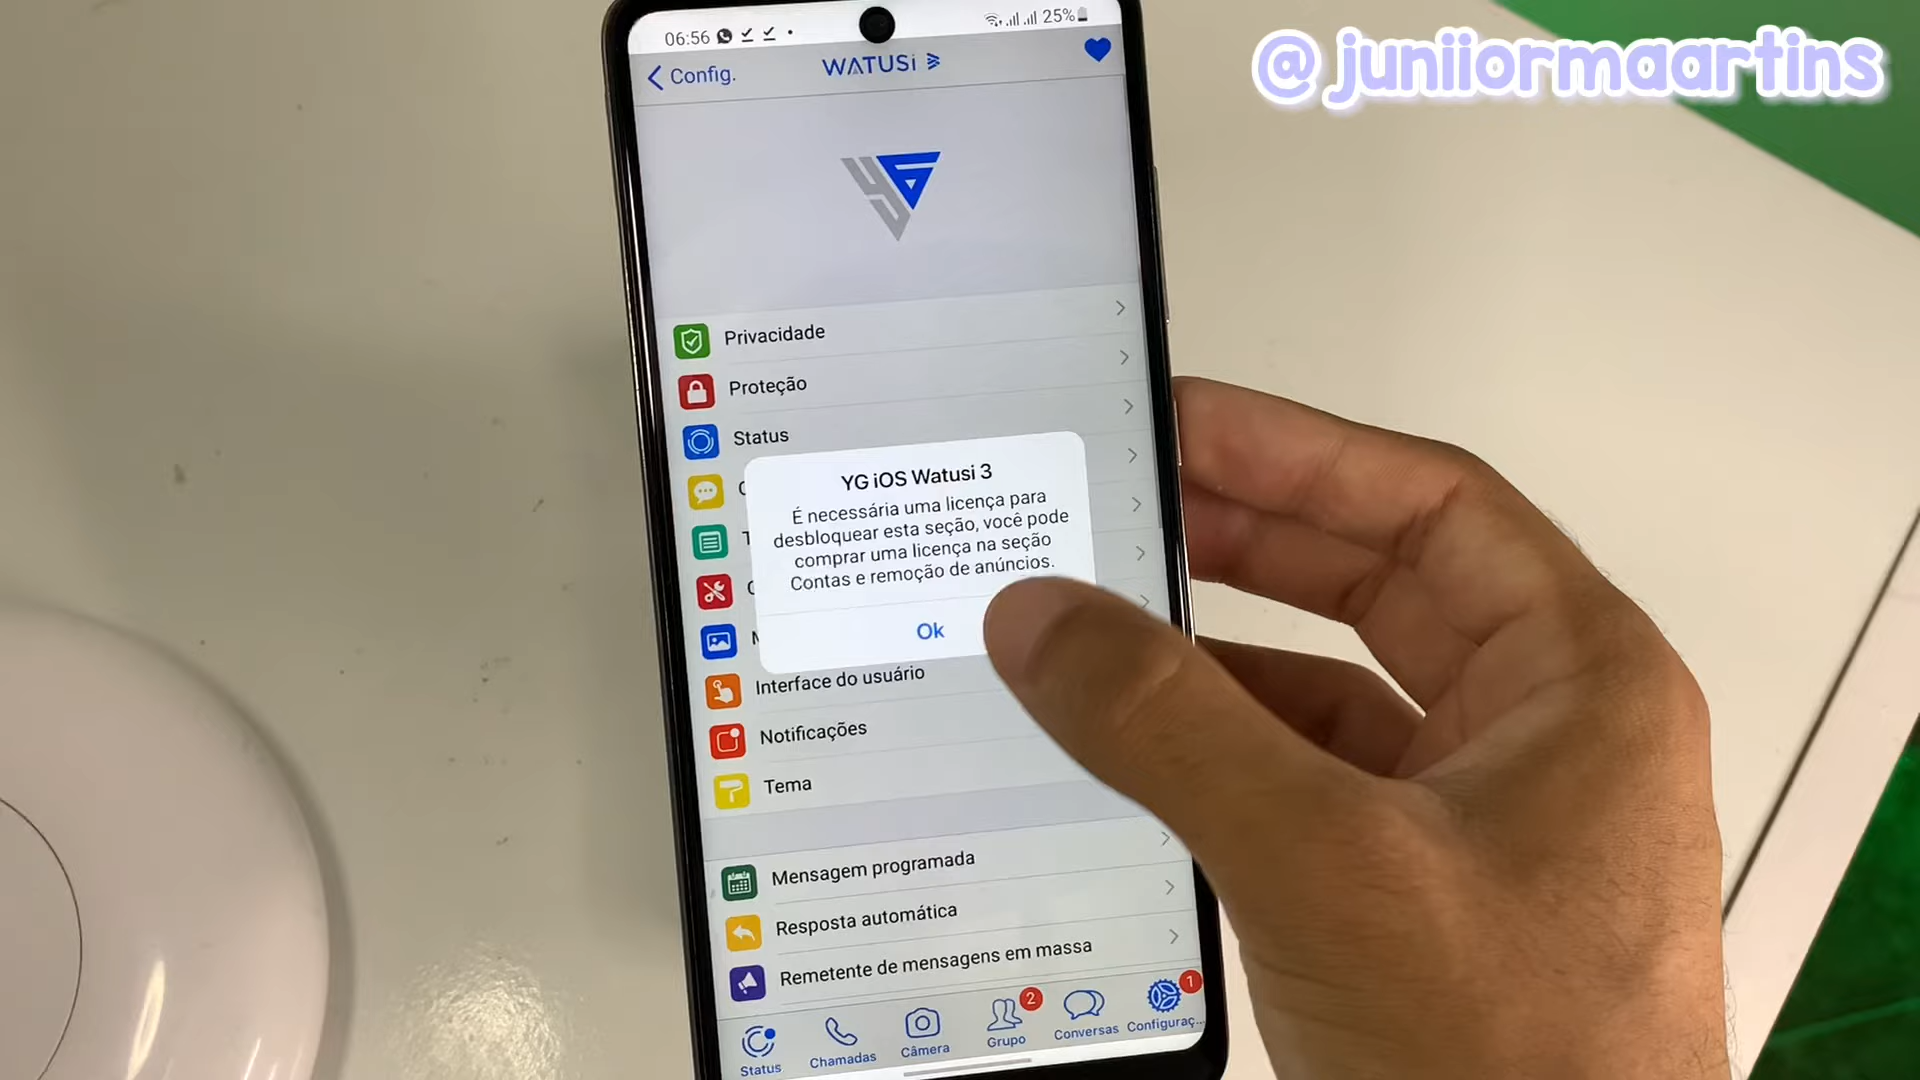 @juniiormaartins
06:56
25%
Config.
WATUSi
Privacidade
Proteção
Status
YG iOS Watusi 3
É necessária uma licença para
desbloquear esta seção, você pode
comprar uma licença na seção
Contas e remoção de anúncios.
Ok
Interface do usuário
Notificações
Tema
Mensagem programada
Resposta automática
Remetente de mensagens em massa
Status
Chamadas
Câmera
2
Grupo
Conversas
1
Configuraç...